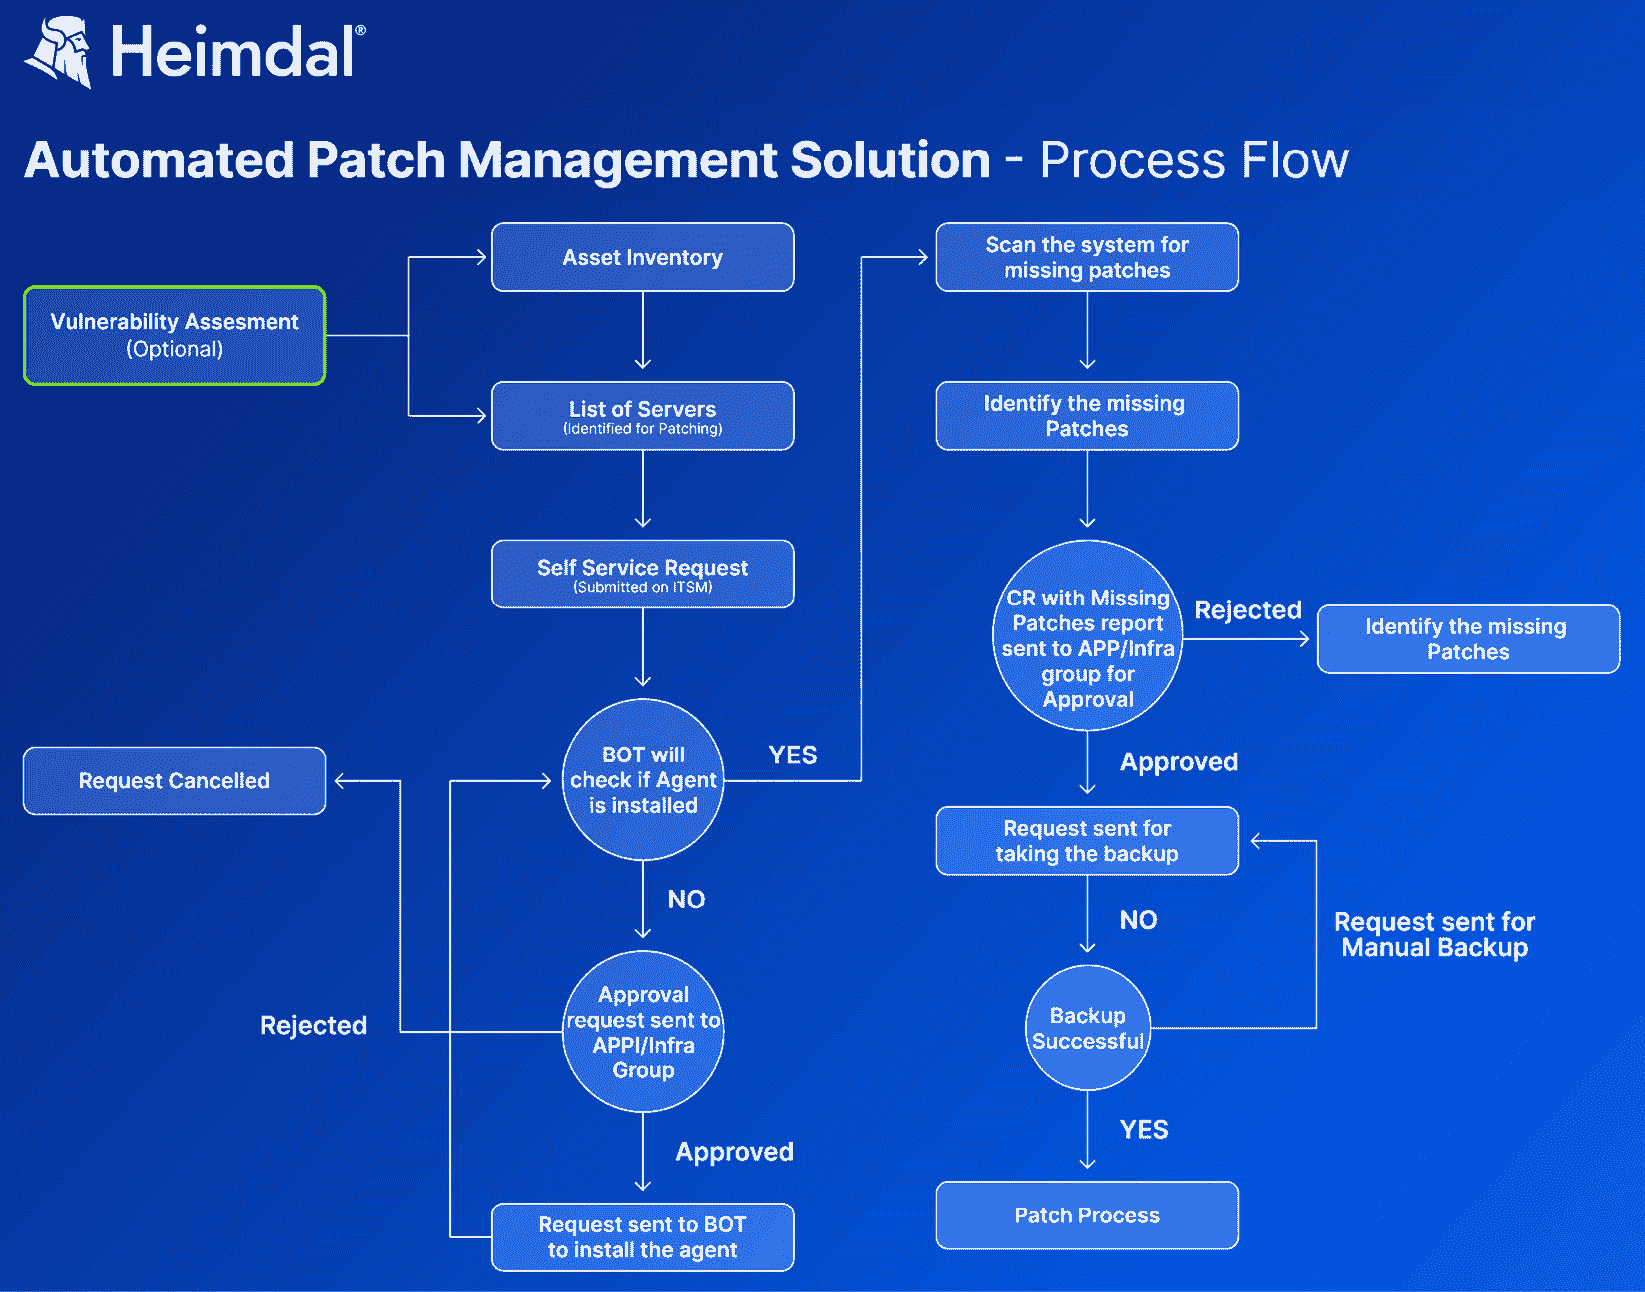 Heimdal®
Automated Patch Management Solution - Process Flow
Vulnerability Assesment
(Optional)
Asset Inventory
List of Servers
(Identified for Patching)
Self Service Request
(Submitted on ITSM)
BOT will
check if Agent
is installed
YES
NO
Request Cancelled
Rejected
Approval
request sent to
APPI/Infra
Group
Approved
Request sent to BOT
to install the agent
Scan the system for
missing patches
Identify the missing
Patches
CR with Missing
Patches report
sent to APP/Infra
group for
Approval
Rejected
Identify the missing
Patches
Approved
Request sent for
taking the backup
NO
Request sent for
Manual Backup
Backup
Successful
YES
Patch Process